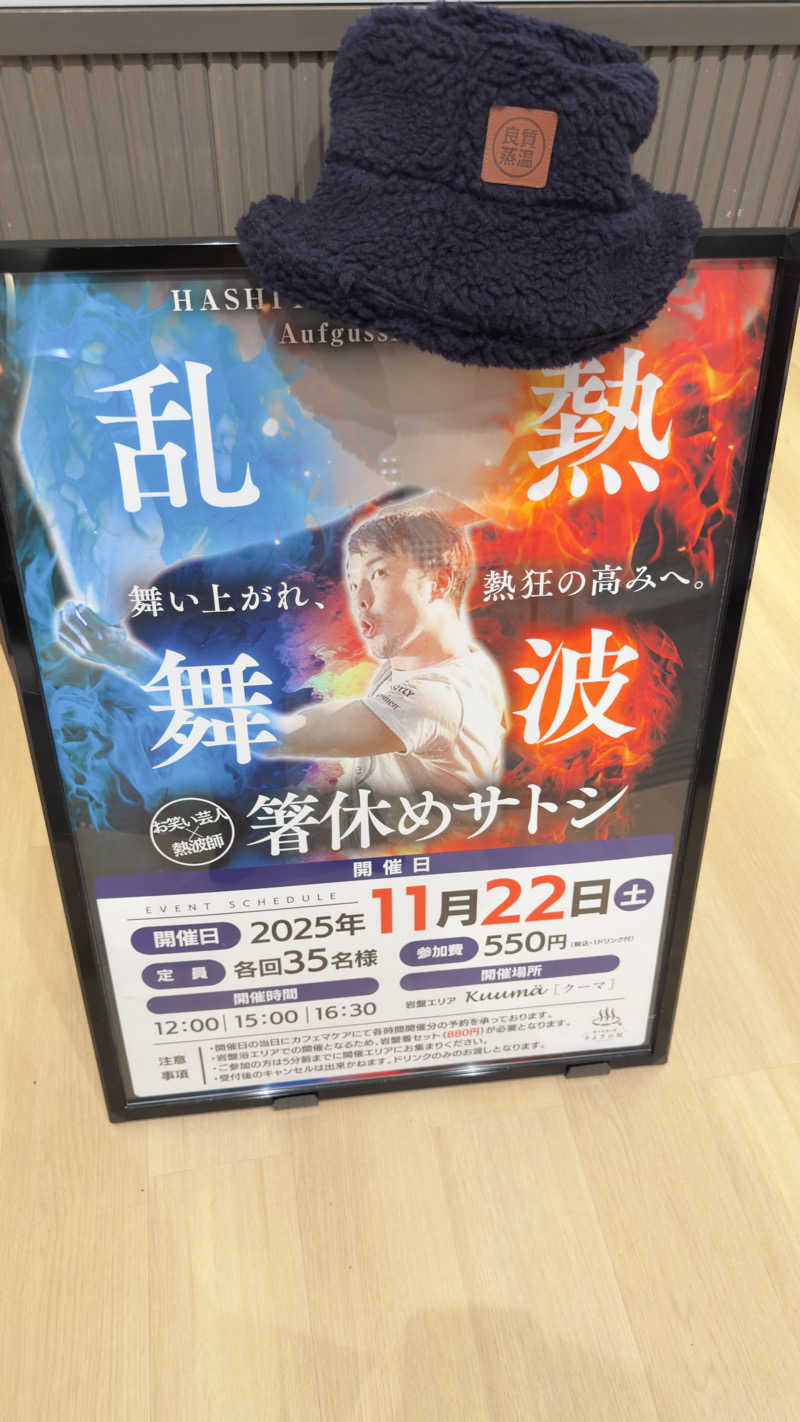 良質
蒸温
HASHI
Aufguss
熱波
乱舞
舞い上がれ、
熱狂の高みへ。
お笑い芸人
×
熱波師
箸休めサトシ
開催日
EVENT SCHEDULE
開催日 2025年11月22日土
定員 各回35名様
参加費 550円(税込・1ドリンク付)
開催時間
12:00 15:00 16:30
開催場所
岩盤エリア Kuumä[クーマ]
注意事項
・開催日の当日にカフェマケアにて各時間開催分の予約を承っております。
・岩盤浴エリアでの開催となるため、岩盤着セット(880円)が必要となります。
・ご参加の方は5分前までに開催エリアにお集まりください。
・受付後のキャンセルは出来かねます。ドリンクのみのお渡しとなります。